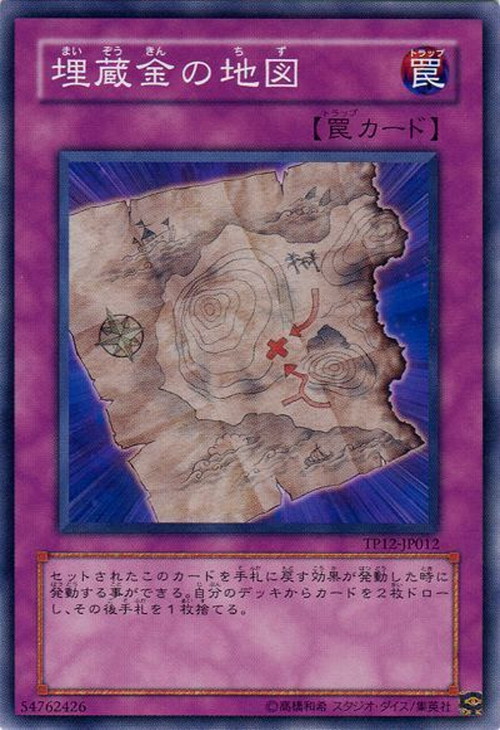 埋蔵金の地図
罠
【罠カード】
TP12-JP012
セットされたこのカードを手札に戻す効果が発動した時に
発動する事ができる。自分のデッキからカードを2枚ドロー
し、その後手札を1枚捨てる。
54762426
©高橋和希 スタジオ・ダイス/集英社